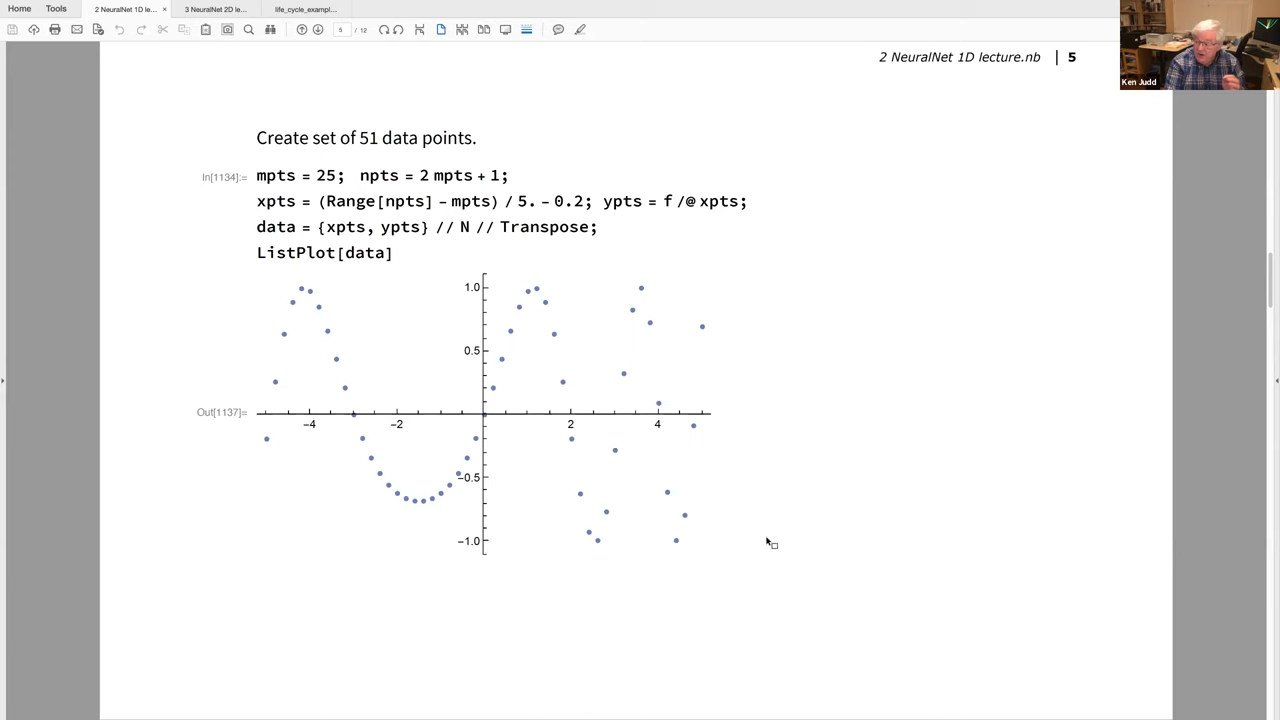 Home Tools 2 NeuralNet 1D le... × 3 NeuralNet 2D le... life_cycle_exampl...
5 / 12
2 NeuralNet 1D lecture.nb | 5
Ken Judd
Create set of 51 data points.
In[1134]:= mpts = 25; npts = 2 mpts + 1;
xpts = (Range[npts] - mpts) / 5. - 0.2; ypts = f /@ xpts;
data = {xpts, ypts} // N // Transpose;
ListPlot[data]
1.0
0.5
Out[1137]=
-4 -2 2 4
-0.5
-1.0